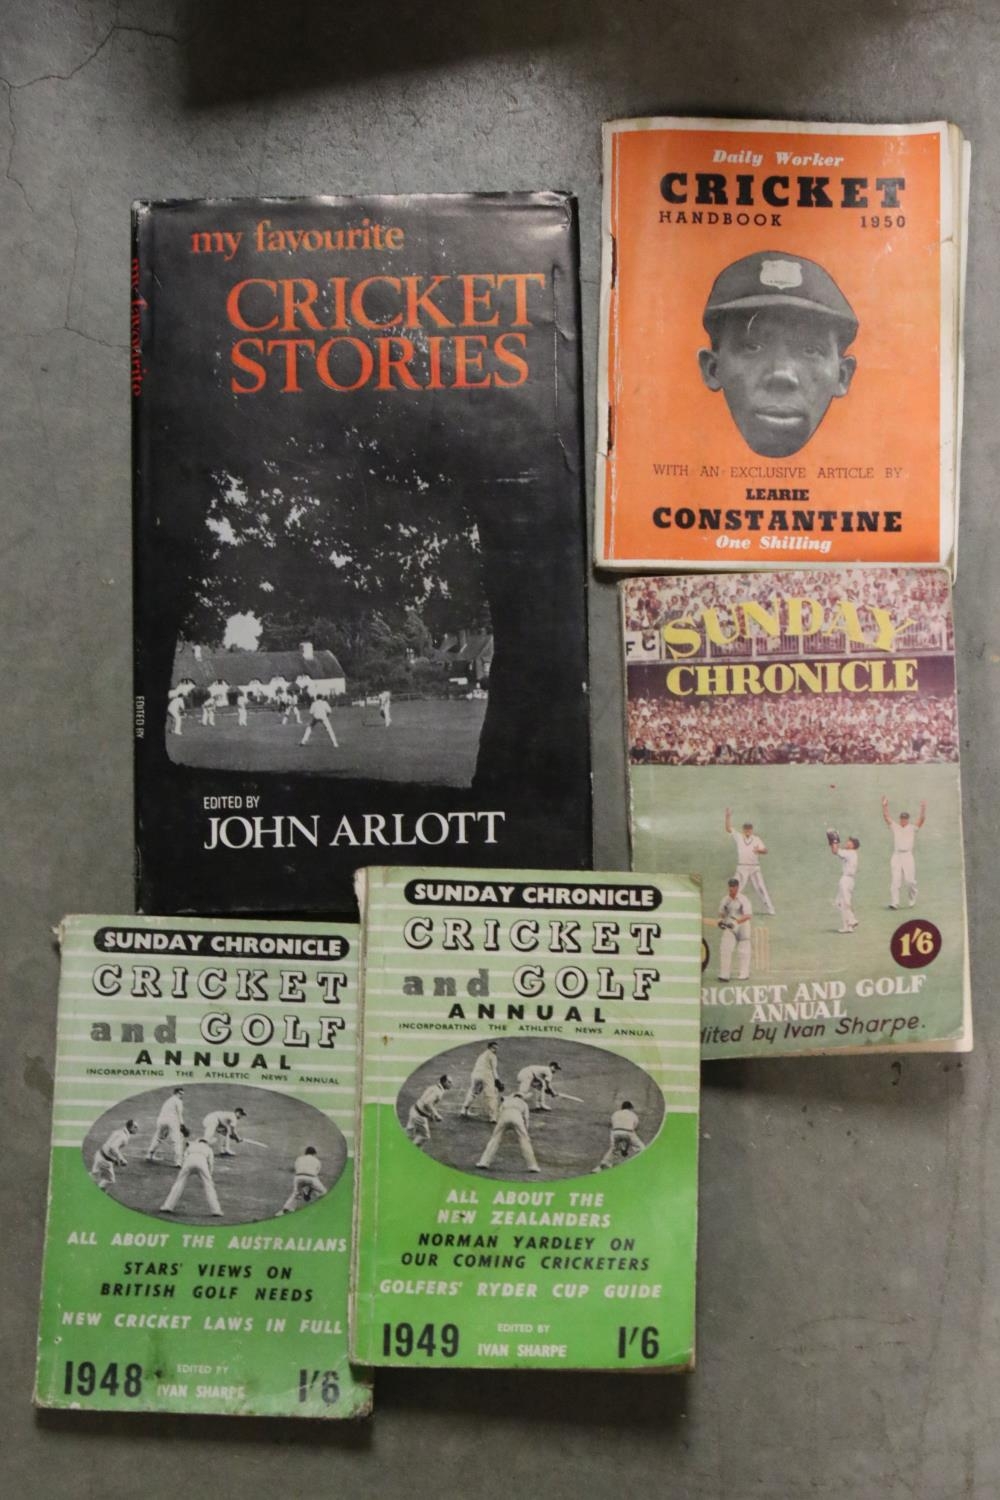 my favourite
CRICKET
STORIES
EDITED BY
JOHN ARLOTT
my favourite
EDITED BY
Daily Worker
CRICKET
HANDBOOK 1950
WITH AN EXCLUSIVE ARTICLE BY
LEARIE
CONSTANTINE
One Shilling
SUNDAY
CHRONICLE
1'6
RICKET AND GOLF
ANNUAL
dited by Ivan Sharpe.
SUNDAY CHRONICLE
CRICKET
and GOLF
ANNUAL
INCORPORATING THE ATHLETIC NEWS ANNUAL
ALL ABOUT THE AUSTRALIANS
STARS' VIEWS ON
BRITISH GOLF NEEDS
NEW CRICKET LAWS IN FULL
1948 EDITED BY IVAN SHARPE 1'6
SUNDAY CHRONICLE
CRICKET
and GOLF
ANNUAL
INCORPORATING THE ATHLETIC NEWS ANNUAL
ALL ABOUT THE
NEW ZEALANDERS
NORMAN YARDLEY ON
OUR COMING CRICKETERS
GOLFERS' RYDER CUP GUIDE
1949 EDITED BY IVAN SHARPE 1'6